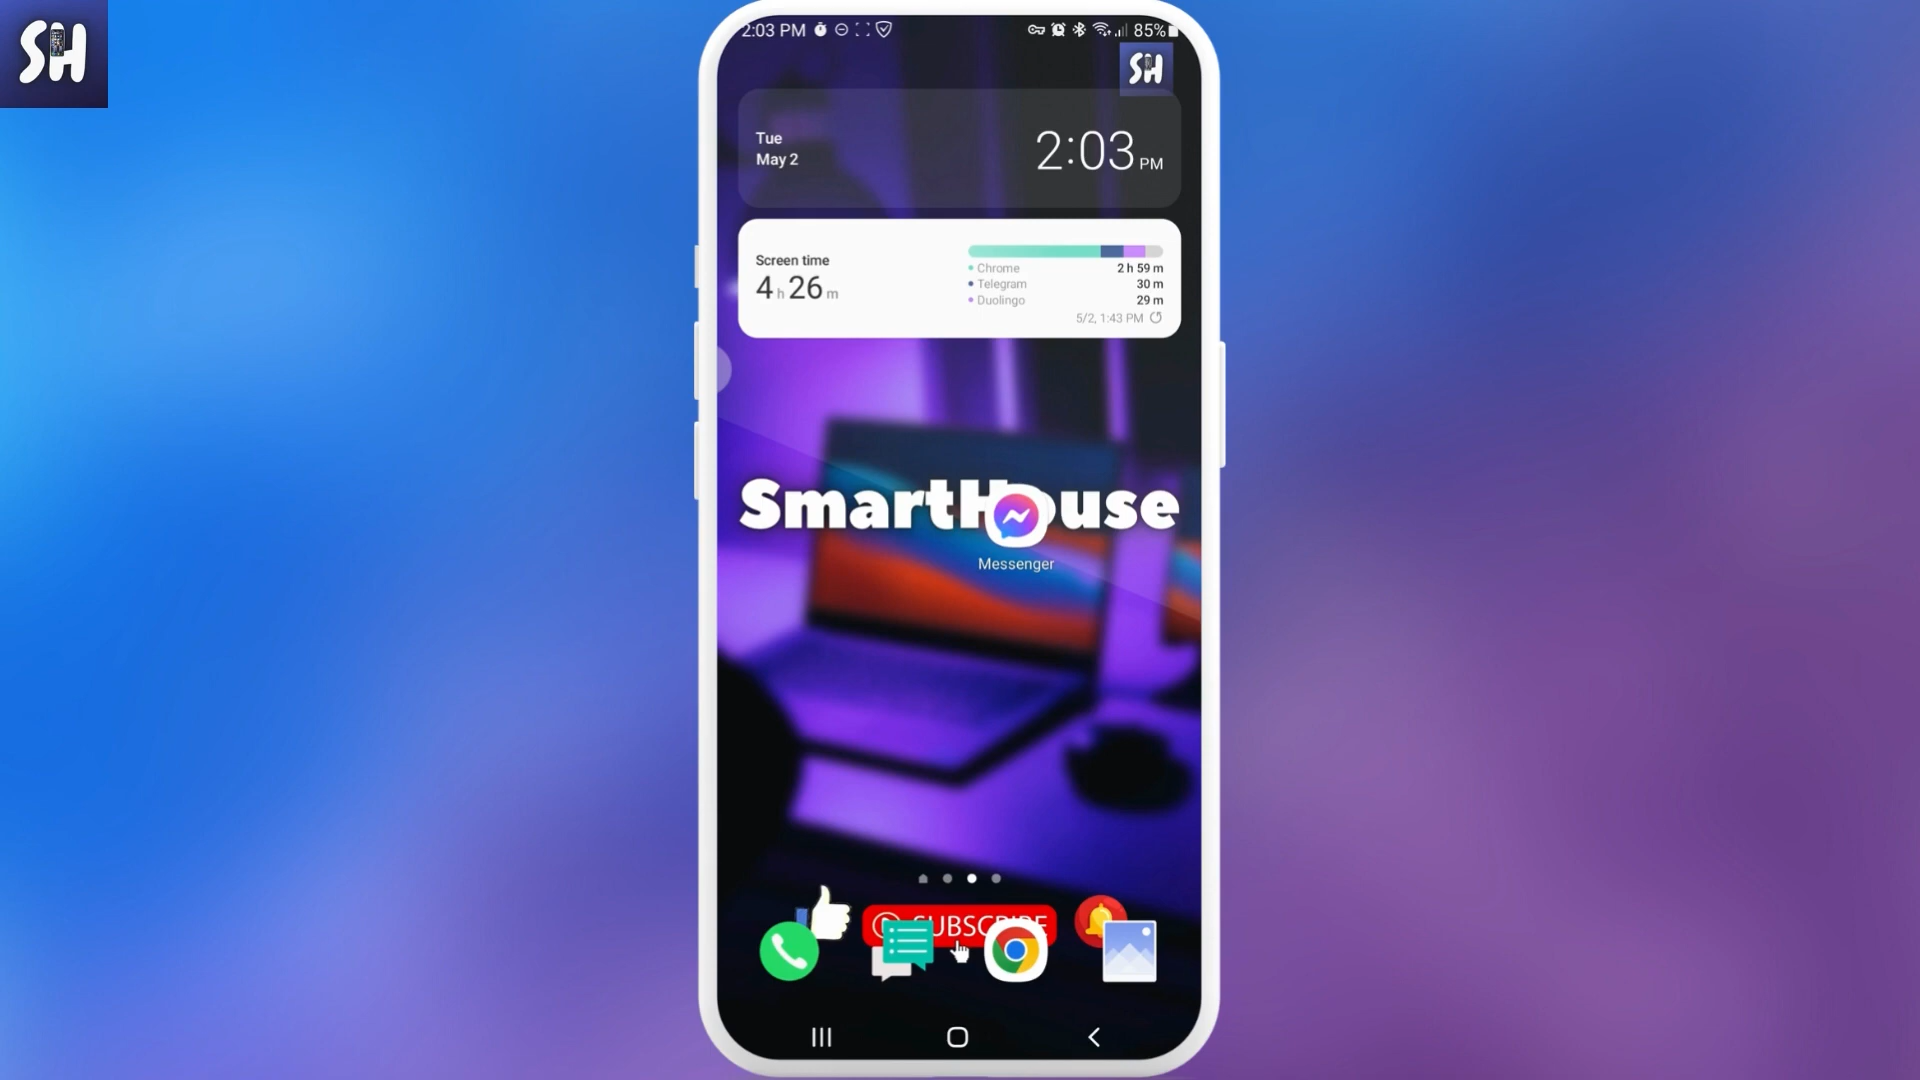 SH
2:03 PM
85%
SH
Tue
May 2
2:03 PM
Screen time
4 h 26 m
Chrome 2 h 59 m
Telegram 30 m
Duolingo 29 m
5/2, 1:43 PM
SmartHouse
Messenger
SUBSCRIBE